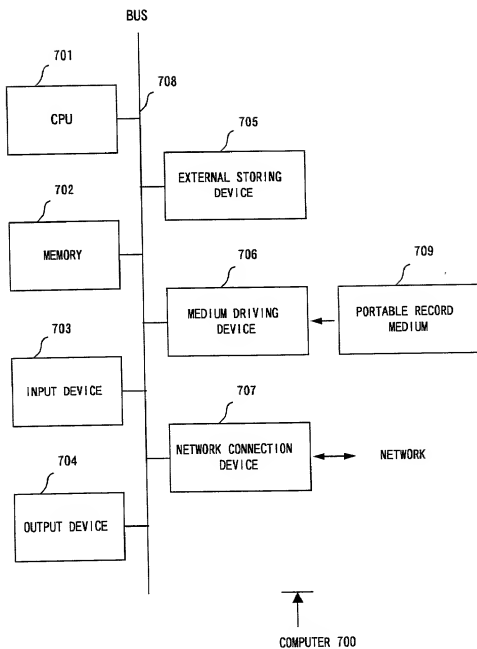 BUS
701
708
CPU
705
EXTERNAL STORING
DEVICE
702
MEMORY
706
709
MEDIUM DRIVING
DEVICE
PORTABLE RECORD
MEDIUM
703
INPUT DEVICE
707
NETWORK CONNECTION
DEVICE
NETWORK
704
OUTPUT DEVICE
COMPUTER 700